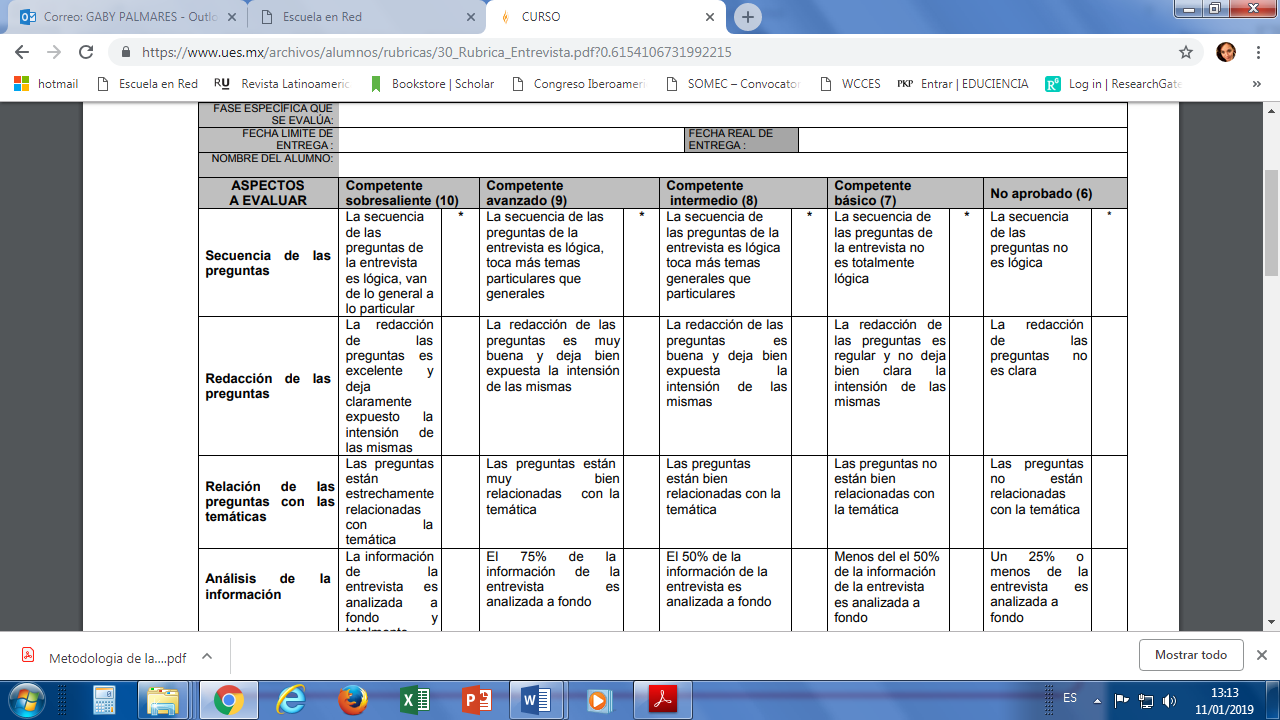 Correo: GABY PALMARES - Outlo
Escuela en Red
CURSO
https://www.ues.mx/archivos/alumnos/rubricas/30_Rubrica_Entrevista.pdf?0.6154106731992215
hotmail
Escuela en Red
RU Revista Latinoameric
Bookstore | Scholar
Congreso Iberoameri
SOMEC – Convocator
WCCES
PKP Entrar | EDUCIENCIA
Log in | ResearchGate
»
FASE ESPECÍFICA QUE
SE EVALÚA:
FECHA LIMITE DE
ENTREGA :
FECHA REAL DE
ENTREGA :
NOMBRE DEL ALUMNO:
ASPECTOS
A EVALUAR
Competente
sobresaliente (10)
Competente
avanzado (9)
Competente
intermedio (8)
Competente
básico (7)
No aprobado (6)
Secuencia de las
preguntas
La secuencia
de las
preguntas de
la entrevista
es lógica, van
de lo general a
lo particular
*
La secuencia de las
preguntas de la
entrevista es lógica,
toca más temas
particulares que
generales
*
La secuencia de
las preguntas de la
entrevista es lógica
toca más temas
generales que
particulares
*
La secuencia de
las preguntas de
la entrevista no
es totalmente
lógica
*
La secuencia
de las
preguntas no
es lógica
*
Redacción de las
preguntas
La redacción
de las
preguntas es
excelente y
deja
claramente
expuesto la
intensión de
las mismas
La redacción de las
preguntas es muy
buena y deja bien
expuesta la intensión
de las mismas
La redacción de las
preguntas es
buena y deja bien
expuesta la
intensión de las
mismas
La redacción de
las preguntas es
regular y no deja
bien clara la
intensión de las
mismas
La redacción
de las
preguntas no
es clara
Relación de las
preguntas con las
temáticas
Las preguntas
están
estrechamente
relacionadas
con la
temática
Las preguntas están
muy bien
relacionadas con la
temática
Las preguntas
están bien
relacionadas con la
temática
Las preguntas no
están bien
relacionadas con
la temática
Las preguntas
no están
relacionadas
con la temática
Análisis de la
información
La información
de la
entrevista es
analizada a
fondo y
totalmente
El 75% de la
información de la
entrevista es
analizada a fondo
El 50% de la
información de la
entrevista es
analizada a fondo
Menos del el 50%
de la información
de la entrevista
es analizada a
fondo
Un 25% o
menos de la
entrevista es
analizada a
fondo
Metodologia de la....pdf
Mostrar todo
ES
13:13
11/01/2019